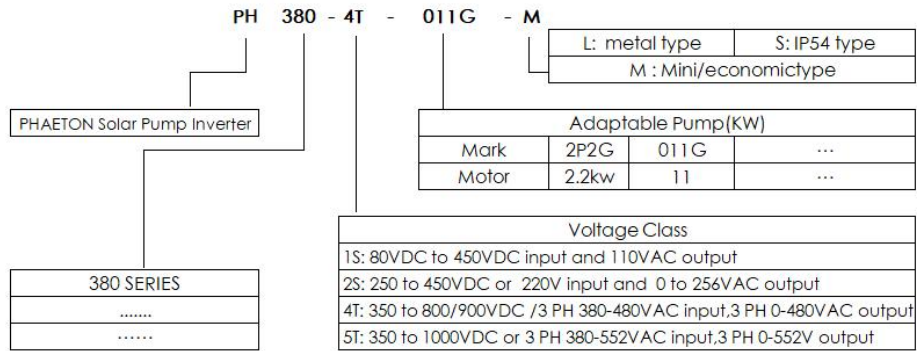 PH 380 - 4T - 011G - M
L: metal type S: IP54 type
M : Mini/economictype
PHAETON Solar Pump Inverter
Adaptable Pump(KW)
Mark 2P2G 011G ...
Motor 2.2kw 11 ...
Voltage Class
1S: 80VDC to 450VDC input and 110VAC output
2S: 250 to 450VDC or 220V input and 0 to 256VAC output
4T: 350 to 800/900VDC /3 PH 380-480VAC input,3 PH 0-480VAC output
5T: 350 to 1000VDC or 3 PH 380-552VAC input,3 PH 0-552V output
380 SERIES
.......
......